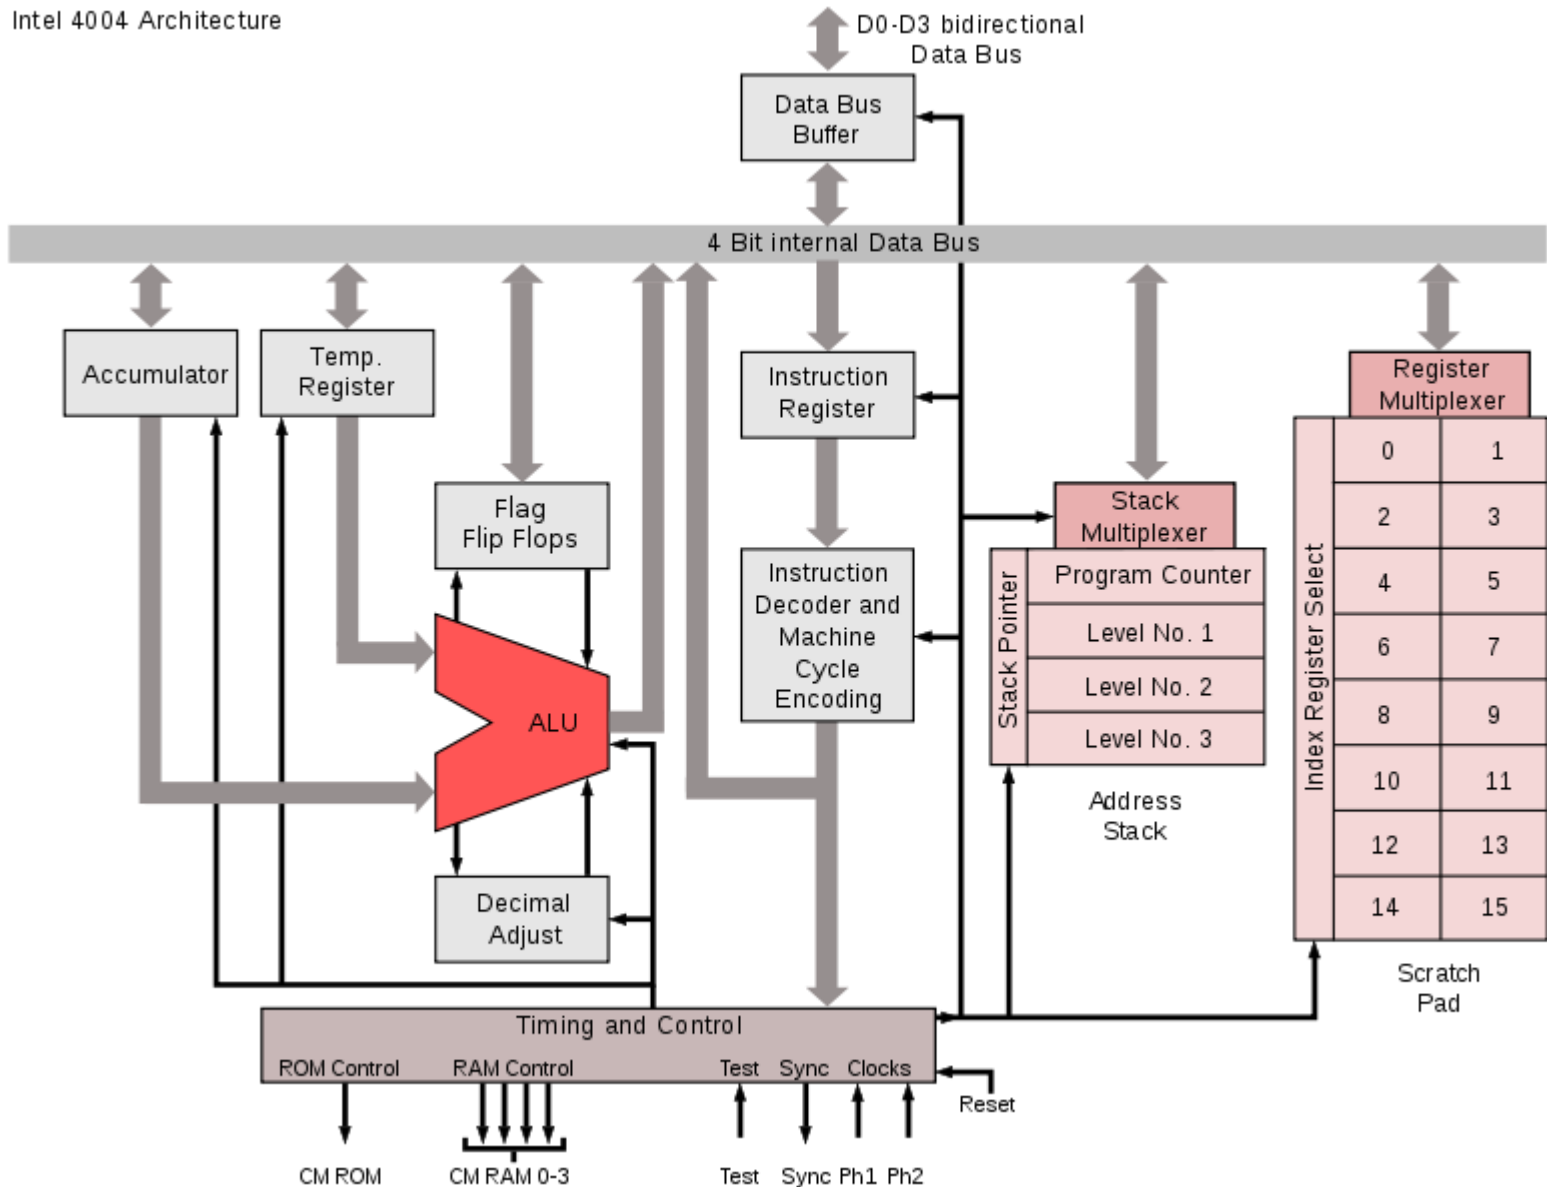 Intel 4004 Architecture
D0-D3 bidirectional
Data Bus
Data Bus
Buffer
4 Bit internal Data Bus
Accumulator
Temp.
Register
Instruction
Register
Register
Multiplexer
Flag
Flip Flops
Stack
Multiplexer
Instruction
Decoder and
Machine
Cycle
Encoding
Stack Pointer
Program Counter
Level No. 1
Level No. 2
Level No. 3
Address
Stack
Index Register Select
0 1
2 3
4 5
6 7
8 9
10 11
12 13
14 15
Scratch
Pad
ALU
Decimal
Adjust
Timing and Control
ROM Control RAM Control Test Sync Clocks
Reset
CM ROM CM RAM 0-3 Test Sync Ph1 Ph2